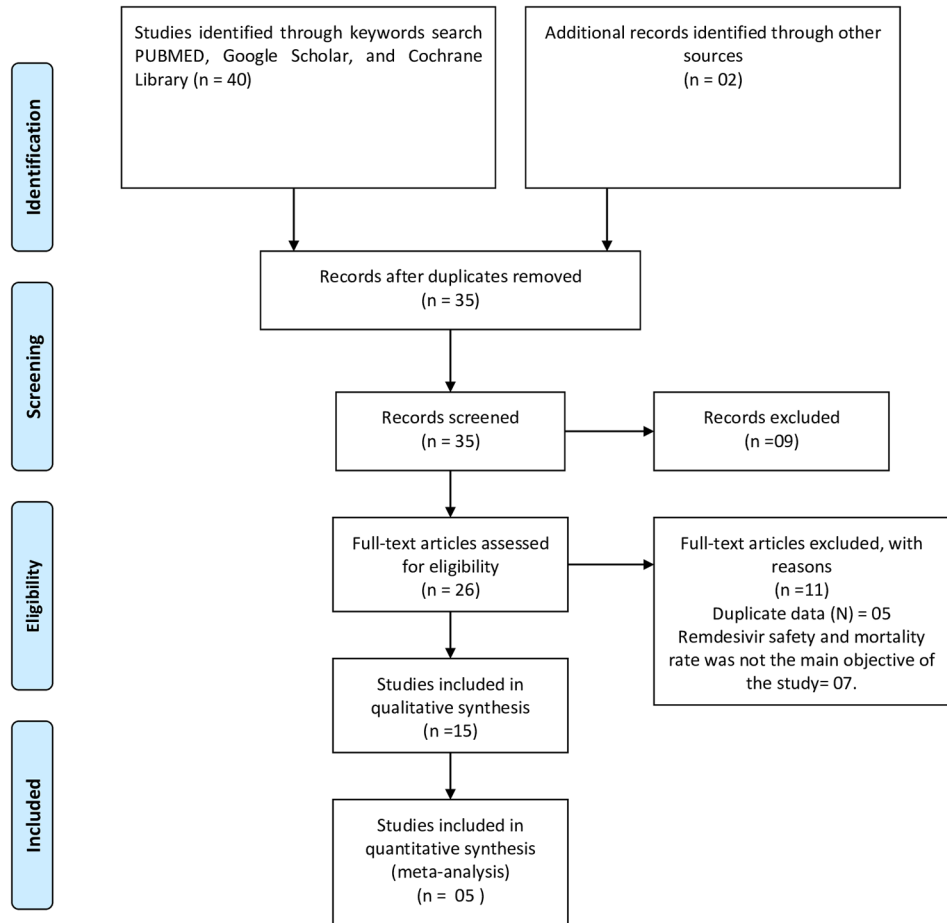 Identification
Studies identified through keywords search
PUBMED, Google Scholar, and Cochrane
Library (n = 40)
Additional records identified through other
sources
(n = 02)
Records after duplicates removed
(n = 35)
Screening
Records screened
(n = 35)
Records excluded
(n =09)
Eligibility
Full-text articles assessed
for eligibility
(n = 26)
Full-text articles excluded, with
reasons
(n =11)
Duplicate data (N) = 05
Remdesivir safety and mortality
rate was not the main objective of
the study= 07.
Studies included in
qualitative synthesis
(n =15)
Included
Studies included in
quantitative synthesis
(meta-analysis)
(n = 05 )